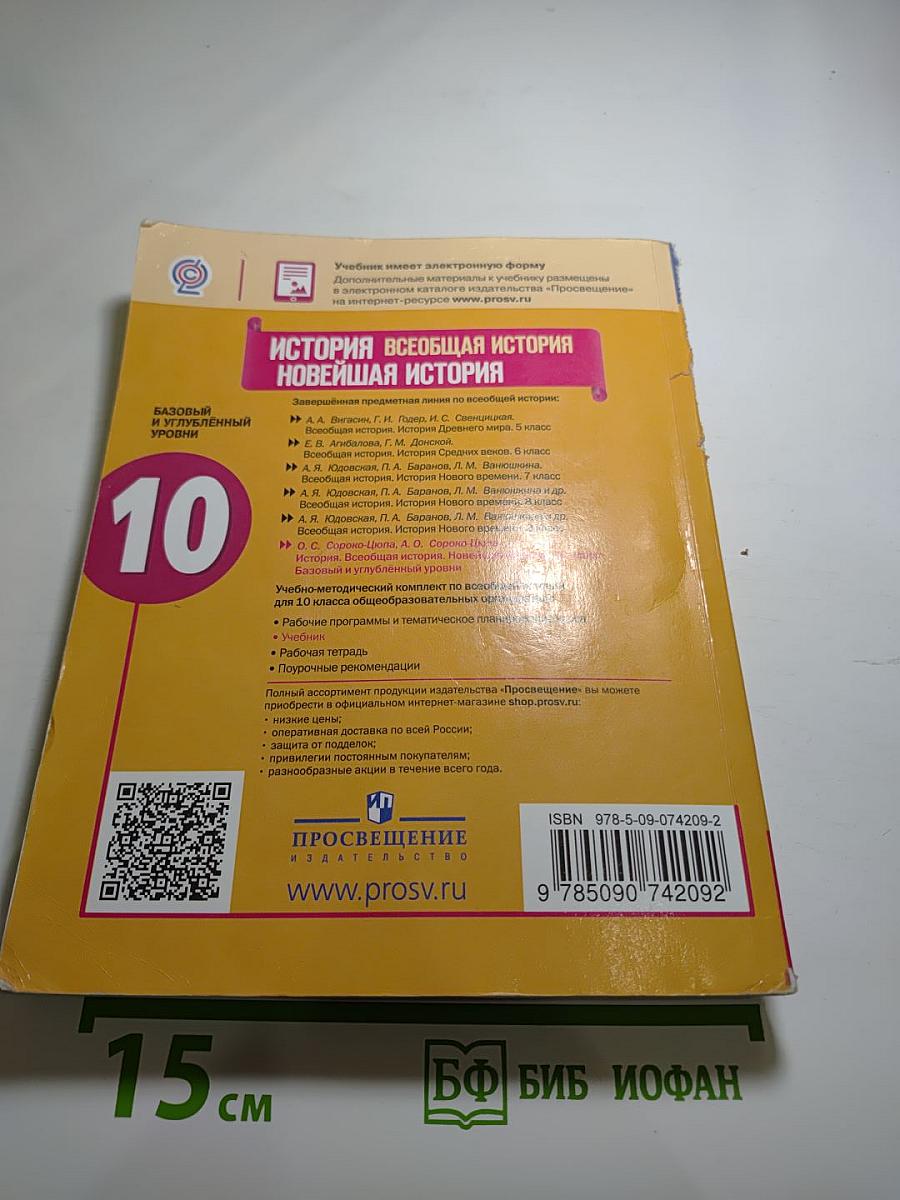 Учебник имеет электронную форму
Дополнительные материалы к учебнику размещены
в электронном каталоге издательства «Просвещение»
на интернет-ресурсе www.prosv.ru
ИСТОРИЯ ВСЕОБЩАЯ ИСТОРИЯ
НОВЕЙШАЯ ИСТОРИЯ
БАЗОВЫЙ
И УГЛУБЛЁННЫЙ
УРОВНИ
10
Завершённая предметная линия по всеобщей истории:
А. А. Вигасин, Г. И. Годер, И. С. Свенцицкая.
Всеобщая история. История Древнего мира. 5 класс
Е. В. Агибалова, Г. М. Донской.
Всеобщая история. История Средних веков. 6 класс
А. Я. Юдовская, П. А. Баранов, Л. М. Ванюшкина.
Всеобщая история. История Нового времени. 7 класс
А. Я. Юдовская, П. А. Баранов, Л. М. Ванюшкина и др.
Всеобщая история. История Нового времени. 8 класс
А. Я. Юдовская, П. А. Баранов, Л. М. и др.
Всеобщая история. История Нового
О. С. Сороко-Цюпа, А. О.
История. Всеобщая история.
Базовый и углублённый уровни
Учебно-методический комплект по всеобщей
для 10 класса общеобразовательных
• Рабочие программы и тематическое
• Учебник
• Рабочая тетрадь
• Поурочные рекомендации
Полный ассортимент продукции издательства «Просвещение» вы можете
приобрести в официальном интернет-магазине shop.prosv.ru:
• низкие цены;
• оперативная доставка по всей России;
• защита от подделок;
• привилегии постоянным покупателям;
• разнообразные акции в течение всего года.
ПРОСВЕЩЕНИЕ
ИЗДАТЕЛЬСТВО
www.prosv.ru
ISBN 978-5-09-074209-2
9 785090 742092
15 см
БФ БИБ ИОФАН